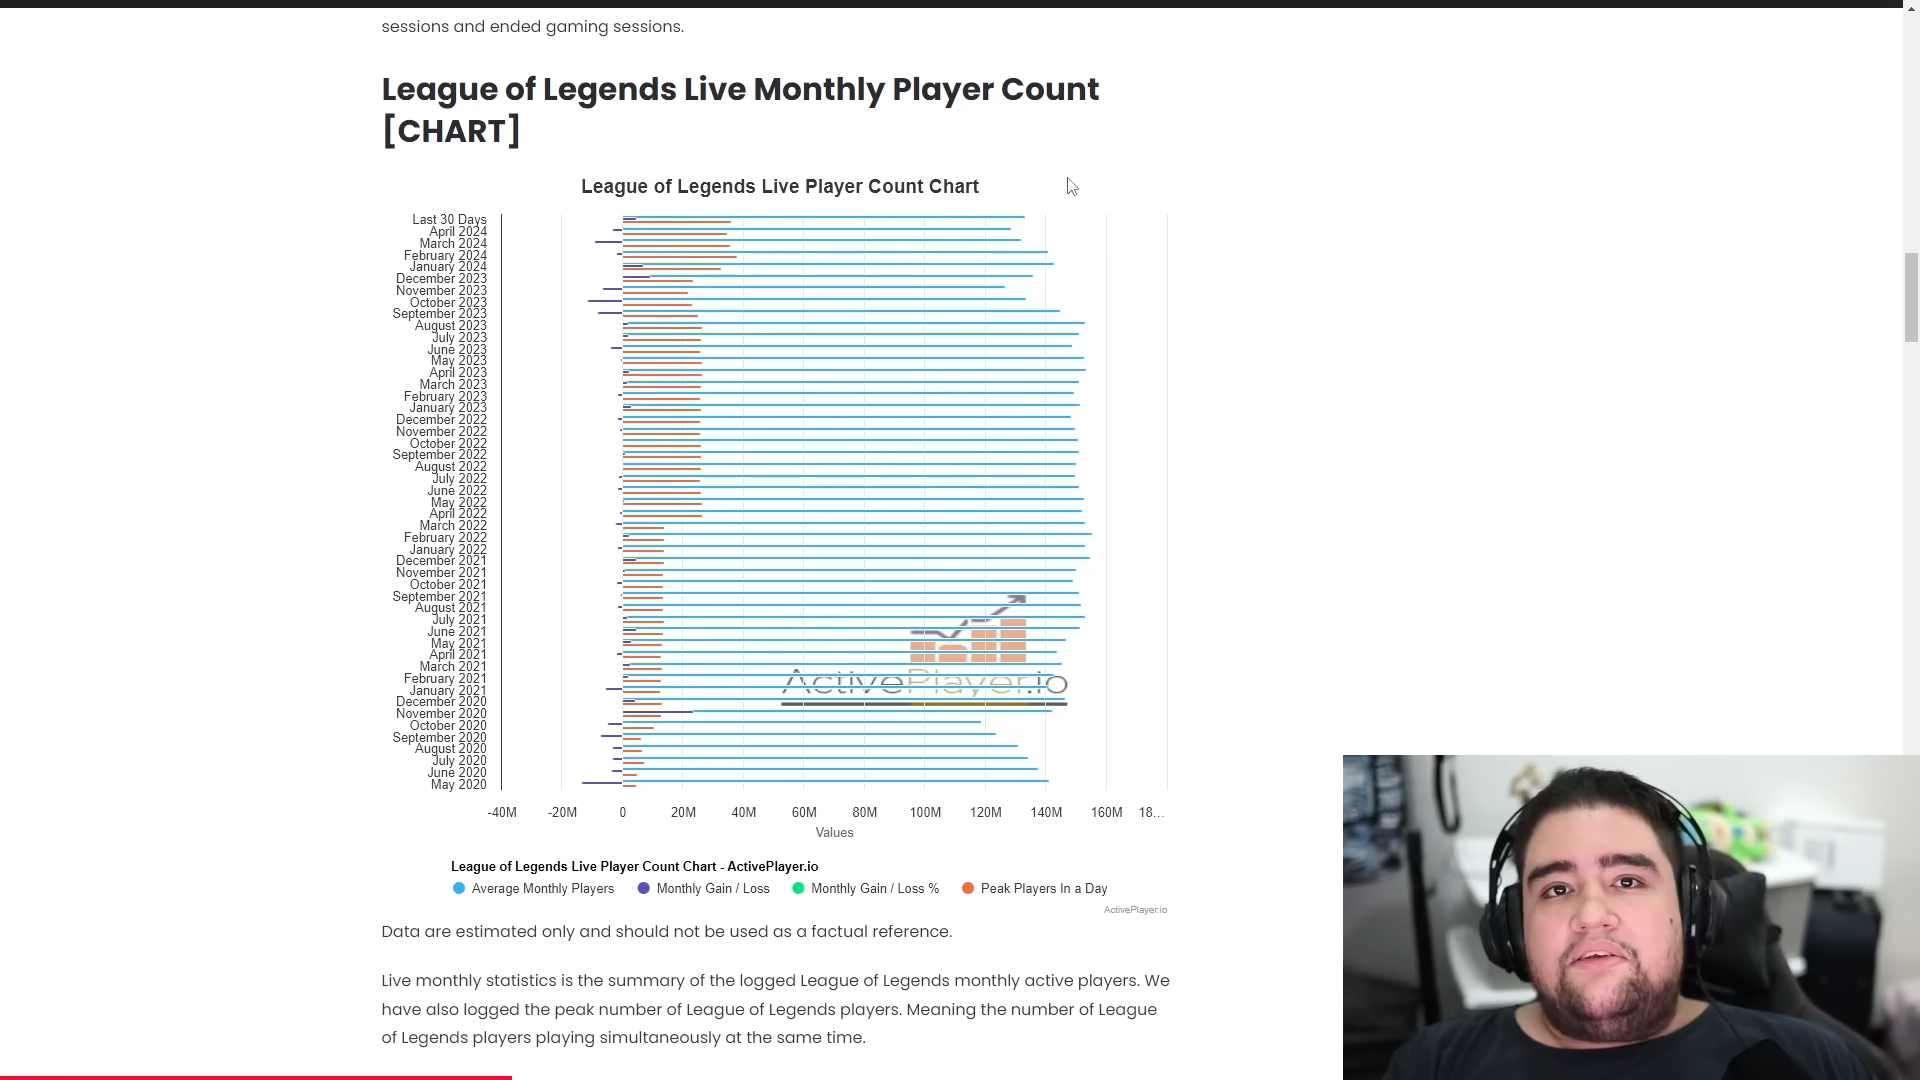 sessions and ended gaming sessions.
League of Legends Live Monthly Player Count
[CHART]
League of Legends Live Player Count Chart
Last 30 Days
April 2024
March 2024
February 2024
January 2024
December 2023
November 2023
October 2023
September 2023
August 2023
July 2023
June 2023
May 2023
April 2023
March 2023
February 2023
January 2023
December 2022
November 2022
October 2022
September 2022
August 2022
July 2022
June 2022
May 2022
April 2022
March 2022
February 2022
January 2022
December 2021
November 2021
October 2021
September 2021
August 2021
July 2021
June 2021
May 2021
April 2021
March 2021
February 2021
January 2021
December 2020
November 2020
October 2020
September 2020
August 2020
July 2020
June 2020
May 2020
ActivePlayer.io
-40M -20M 0 20M 40M 60M 80M 100M 120M 140M 160M 18...
Values
League of Legends Live Player Count Chart - ActivePlayer.io
Average Monthly Players Monthly Gain / Loss Monthly Gain / Loss % Peak Players In a Day
ActivePlayer.io
Data are estimated only and should not be used as a factual reference.
Live monthly statistics is the summary of the logged League of Legends monthly active players. We
have also logged the peak number of League of Legends players. Meaning the number of League
of Legends players playing simultaneously at the same time.